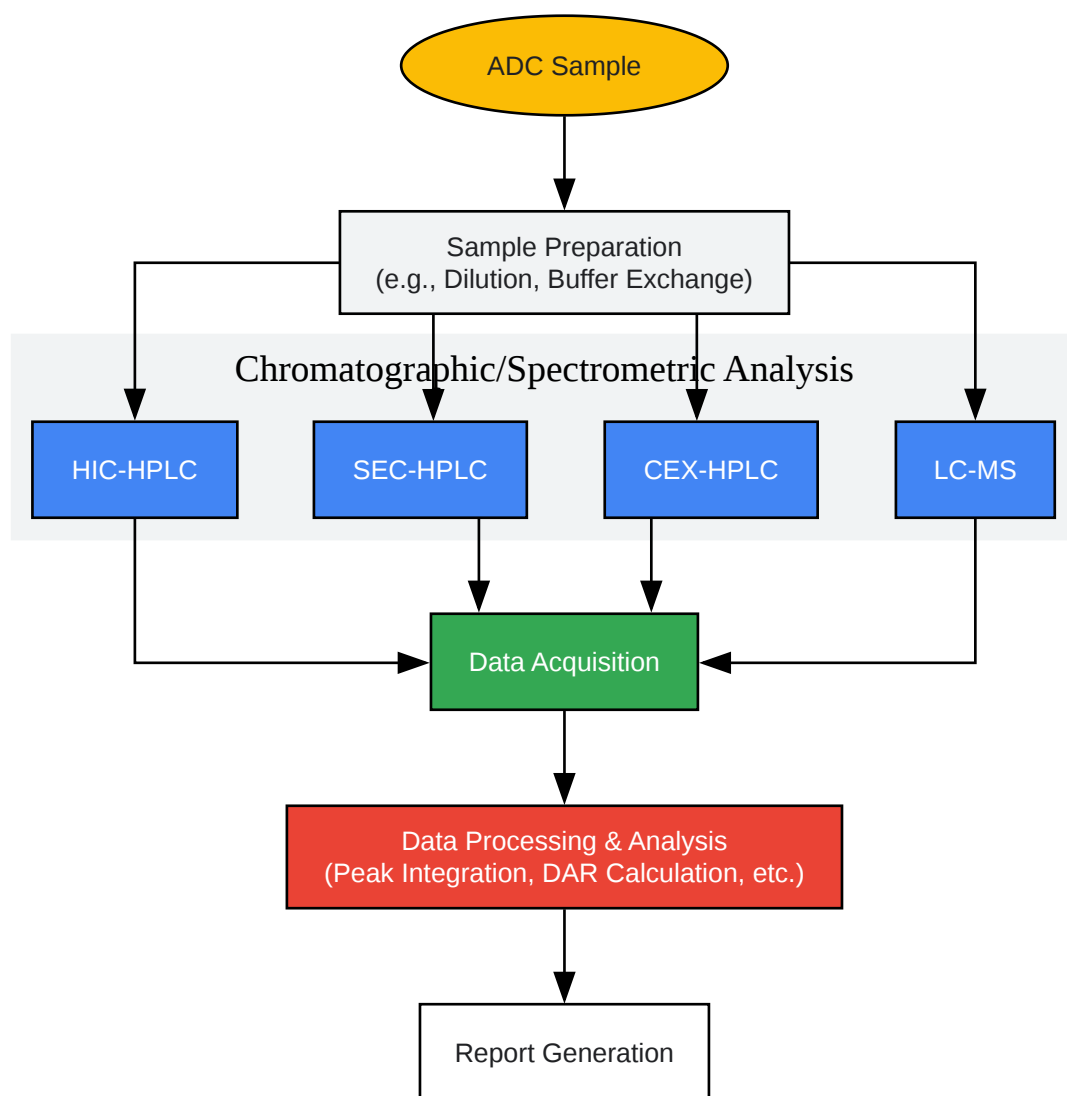 ADC Sample
Sample Preparation
(e.g., Dilution, Buffer Exchange)
Chromatographic/Spectrometric Analysis
HIC-HPLC
SEC-HPLC
CEX-HPLC
LC-MS
Data Acquisition
Data Processing & Analysis
(Peak Integration, DAR Calculation, etc.)
Report Generation